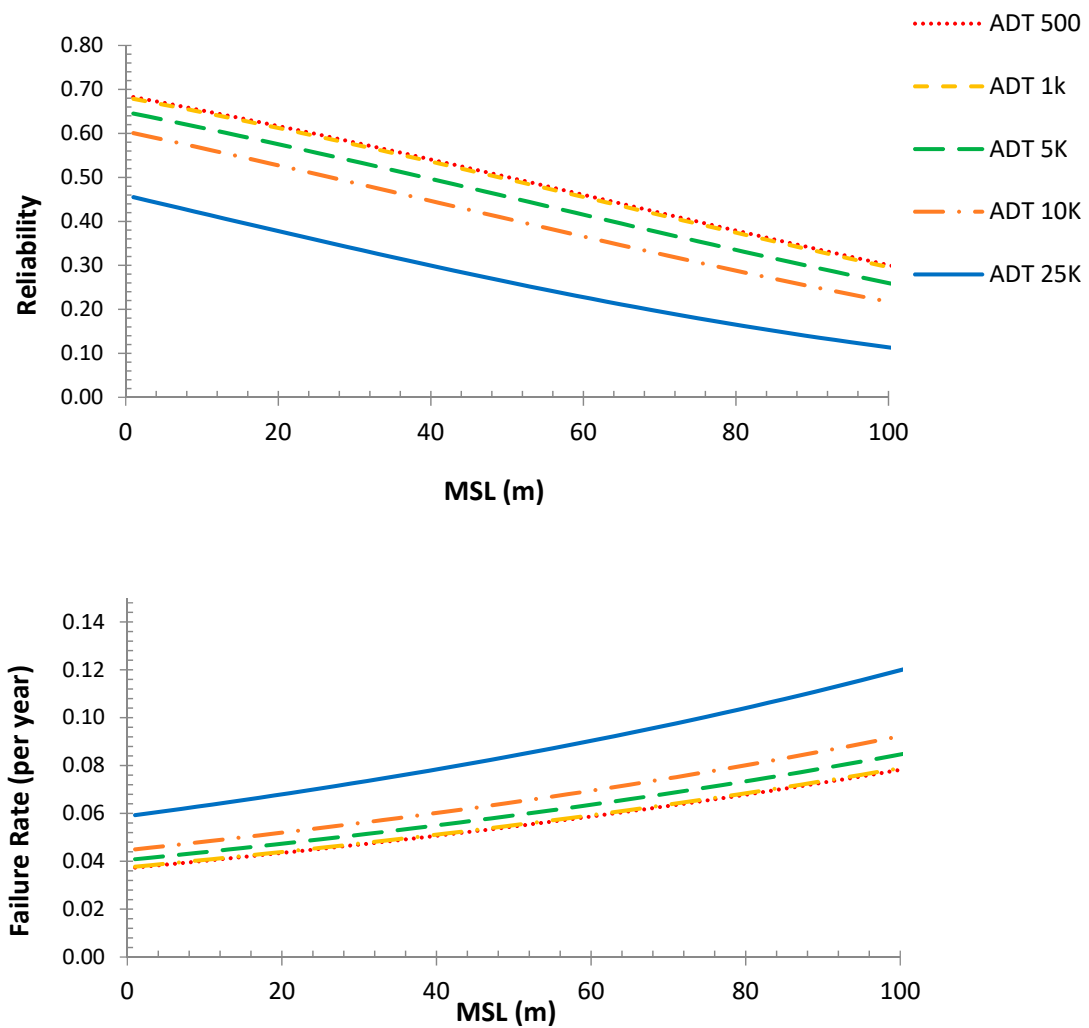 ADT 500
ADT 1k
ADT 5K
ADT 10K
ADT 25K
Reliability
0.80
0.70
0.60
0.50
0.40
0.30
0.20
0.10
0.00
0 20 40 60 80 100
MSL (m)
Failure Rate (per year)
0.14
0.12
0.10
0.08
0.06
0.04
0.02
0.00
0 20 40 60 80 100
MSL (m)